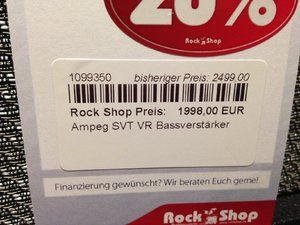 20%
Rock Shop
1099350 bisheriger Preis: 2499.00
Rock Shop Preis: 1998,00 EUR
Ampeg SVT VR Bassverstärker
Finanzierung gewünscht? Wir beraten Euch gerne!
Rock Shop